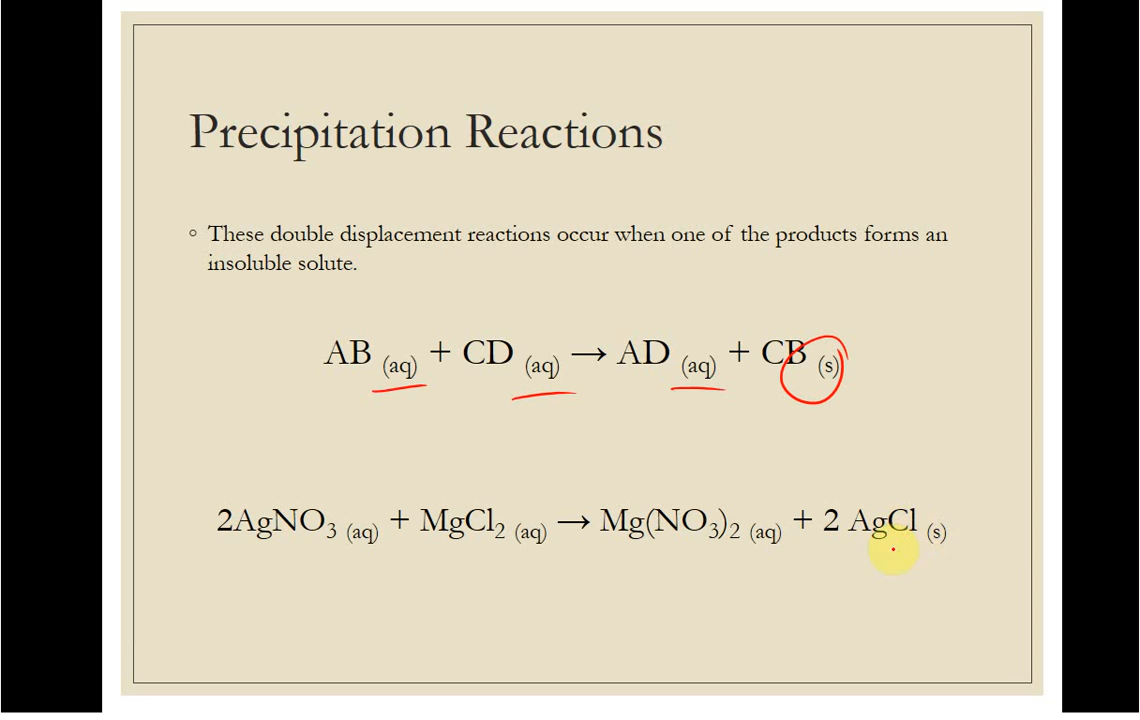 Precipitation Reactions
◦ These double displacement reactions occur when one of the products forms an
insoluble solute.
AB (aq) + CD (aq) → AD (aq) + CB (s)
2AgNO₃ (aq) + MgCl₂ (aq) → Mg(NO₃)₂ (aq) + 2 AgCl (s)